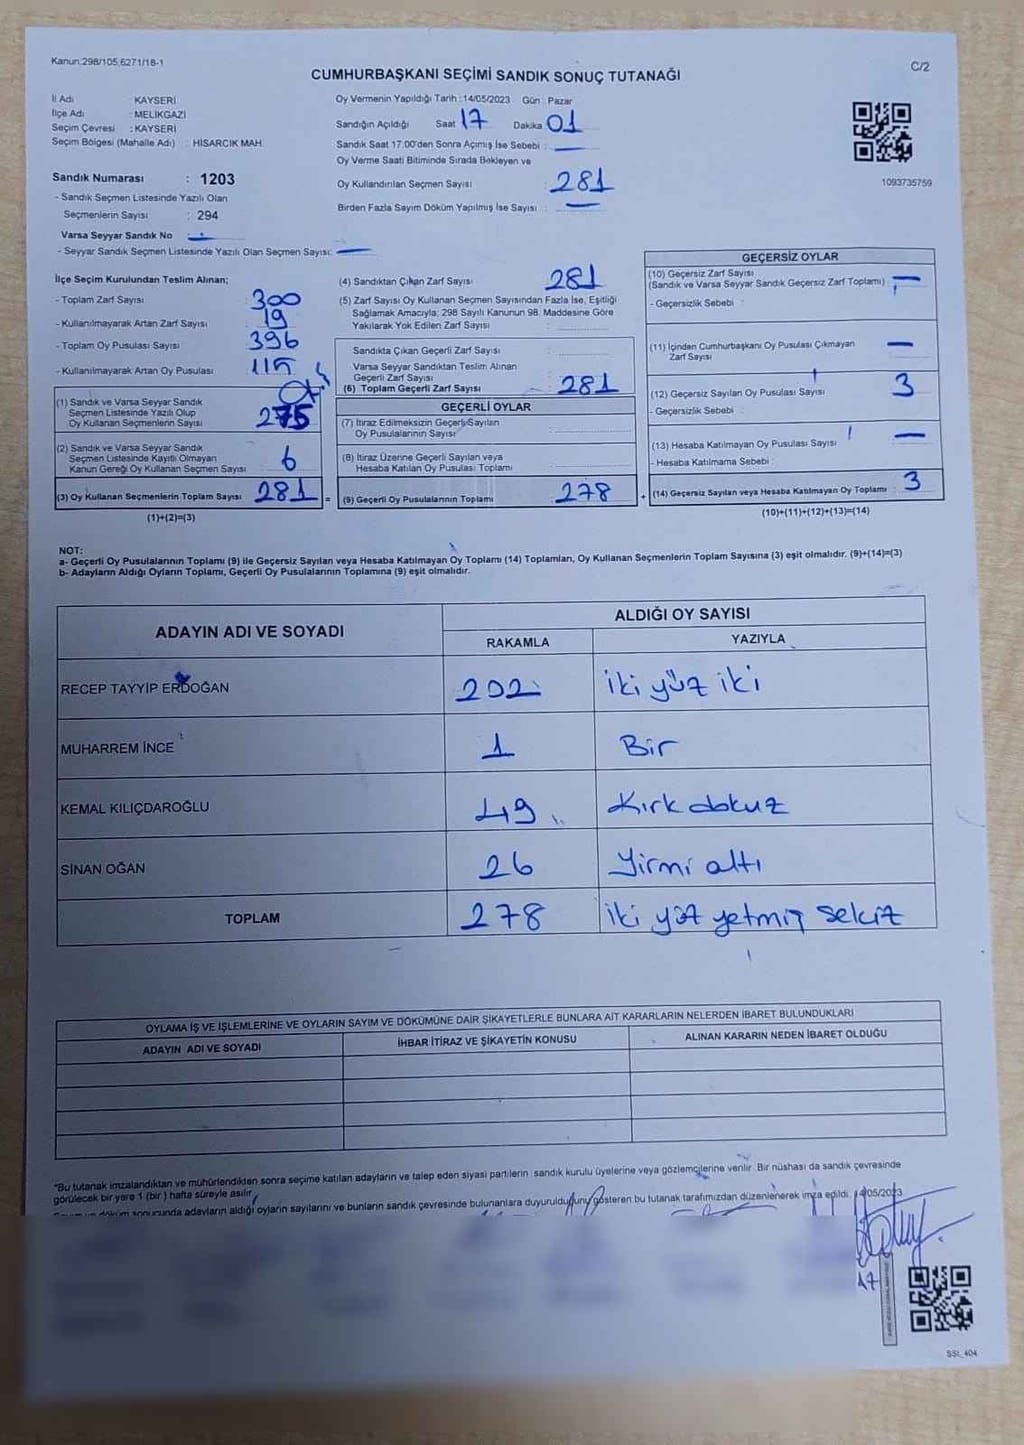 Kanun.298/105,6271/18-1
C/2
CUMHURBAŞKANI SEÇİMİ SANDIK SONUÇ TUTANAĞI
İl Adı : KAYSERİ
İlçe Adı : MELİKGAZİ
Seçim Çevresi : KAYSERİ
Seçim Bölgesi (Mahalle Adı) : HİSARCIK MAH.
Sandık Numarası : 1203
- Sandık Seçmen Listesinde Yazılı Olan
Seçmenlerin Sayısı : 294
Varsa Seyyar Sandık No : —
- Seyyar Sandık Seçmen Listesinde Yazılı Olan Seçmen Sayısı: —
Oy Vermenin Yapıldığı Tarih :14/05/2023 Gün : Pazar
Sandığın Açıldığı Saat 17 Dakika 01
Sandık Saat 17:00'den Sonra Açımış İse Sebebi : —
Oy Verme Saati Bitiminde Sırada Bekleyen ve
Oy Kullandırılan Seçmen Sayısı : 281
Birden Fazla Sayım Döküm Yapılmış İse Sayısı : —
1093735759
İlçe Seçim Kurulundan Teslim Alınan;
- Toplam Zarf Sayısı 300
- Kullanılmayarak Artan Zarf Sayısı 19
- Toplam Oy Pusulası Sayısı 396
- Kullanılmayarak Artan Oy Pusulası 115
(1) Sandık ve Varsa Seyyar Sandık
Seçmen Listesinde Yazılı Olup
Oy Kullanan Seçmenlerin Sayısı 275
(2) Sandık ve Varsa Seyyar Sandık
Seçmen Listesinde Kayıtlı Olmayan
Kanun Gereği Oy Kullanan Seçmen Sayısı 6
(3) Oy Kullanan Seçmenlerin Toplam Sayısı 281 =
(1)+(2)=(3)
(4) Sandıktan Çıkan Zarf Sayısı 281
(5) Zarf Sayısı Oy Kullanan Seçmen Sayısından Fazla İse, Eşitliği
Sağlamak Amacıyla; 298 Sayılı Kanunun 98. Maddesine Göre
Yakılarak Yok Edilen Zarf Sayısı :
Sandıkta Çıkan Geçerli Zarf Sayısı :
Varsa Seyyar Sandıktan Teslim Alınan
Geçerli Zarf Sayısı :
(6) Toplam Geçerli Zarf Sayısı 281
GEÇERLİ OYLAR
(7) İtiraz Edilmeksizin Geçerli Sayılan
Oy Pusulalarının Sayısı
(8) İtiraz Üzerine Geçerli Sayılan veya
Hesaba Katılan Oy Pusulası Toplamı
(9) Geçerli Oy Pusulalarının Toplamı 278 +
GEÇERSİZ OYLAR
(10) Geçersiz Zarf Sayısı
(Sandık ve Varsa Seyyar Sandık Geçersiz Zarf Toplamı) —
- Geçersizlik Sebebi :
(11) İçinden Cumhurbaşkanı Oy Pusulası Çıkmayan
Zarf Sayısı —
(12) Geçersiz Sayılan Oy Pusulası Sayısı 3
- Geçersizlik Sebebi :
(13) Hesaba Katılmayan Oy Pusulası Sayısı —
- Hesaba Katılmama Sebebi :
(14) Geçersiz Sayılan veya Hesaba Katılmayan Oy Toplamı : 3
(10)+(11)+(12)+(13)=(14)
NOT:
a- Geçerli Oy Pusulalarının Toplamı (9) ile Geçersiz Sayılan veya Hesaba Katılmayan Oy Toplamı (14) Toplamları, Oy Kullanan Seçmenlerin Toplam Sayısına (3) eşit olmalıdır. (9)+(14)=(3)
b- Adayların Aldığı Oyların Toplamı, Geçerli Oy Pusulalarının Toplamına (9) eşit olmalıdır.
ADAYIN ADI VE SOYADI
ALDIĞI OY SAYISI
RAKAMLA YAZIYLA
RECEP TAYYİP ERDOĞAN 202 iki yüz iki
MUHARREM İNCE 1 Bir
KEMAL KILIÇDAROĞLU 49 Kırk dokuz
SİNAN OĞAN 26 Yirmi altı
TOPLAM 278 iki yüz yetmiş sekiz
OYLAMA İŞ VE İŞLEMLERİNE VE OYLARIN SAYIM VE DÖKÜMÜNE DAİR ŞİKAYETLERLE BUNLARA AİT KARARLARIN NELERDEN İBARET BULUNDUKLARI
ADAYIN ADI VE SOYADI İHBAR İTİRAZ VE ŞİKAYETİN KONUSU ALINAN KARARIN NEDEN İBARET OLDUĞU
"Bu tutanak imzalandıktan ve mühürlendikten sonra seçime katılan adayların ve talep eden siyasi partilerin sandık kurulu üyelerine veya gözlemcilerine verilir. Bir nüshası da sandık çevresinde
görülecek bir yere 1 (bir ) hafta süreyle asılır.
döküm sonucunda adayların aldığı oyların sayılarını ve bunların sandık çevresinde bulunanlara duyurulduğunu gösteren bu tutanak tarafımızdan düzenlenerek imza edildi. 14/05/2023
17
SSI_404